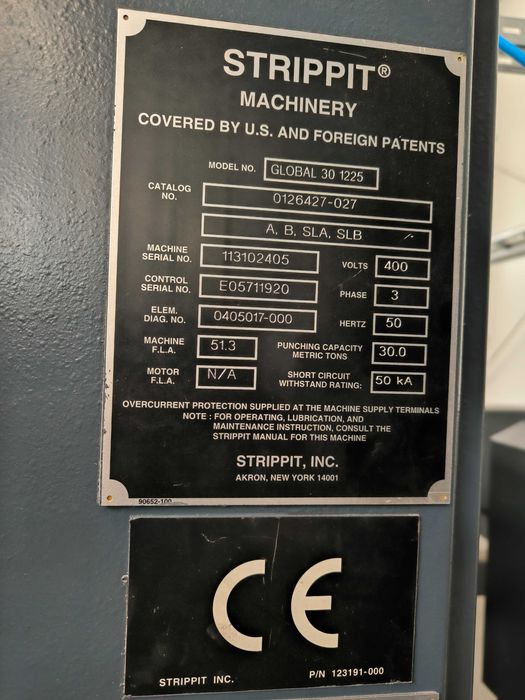 STRIPPIT®
MACHINERY
COVERED BY U.S. AND FOREIGN PATENTS
MODEL NO. GLOBAL 30 1225
CATALOG NO. 0126427-027
A, B, SLA, SLB
MACHINE SERIAL NO. 113102405 VOLTS 400
CONTROL SERIAL NO. E05711920 PHASE 3
ELEM. DIAG. NO. 0405017-000 HERTZ 50
MACHINE F.L.A. 51.3 PUNCHING CAPACITY METRIC TONS 30.0
MOTOR F.L.A. N/A SHORT CIRCUIT WITHSTAND RATING: 50 kA
OVERCURRENT PROTECTION SUPPLIED AT THE MACHINE SUPPLY TERMINALS
NOTE : FOR OPERATING, LUBRICATION, AND
MAINTENANCE INSTRUCTION, CONSULT THE
STRIPPIT MANUAL FOR THIS MACHINE
STRIPPIT, INC.
AKRON, NEW YORK 14001
90652-100
CE
STRIPPIT INC. P/N 123191-000